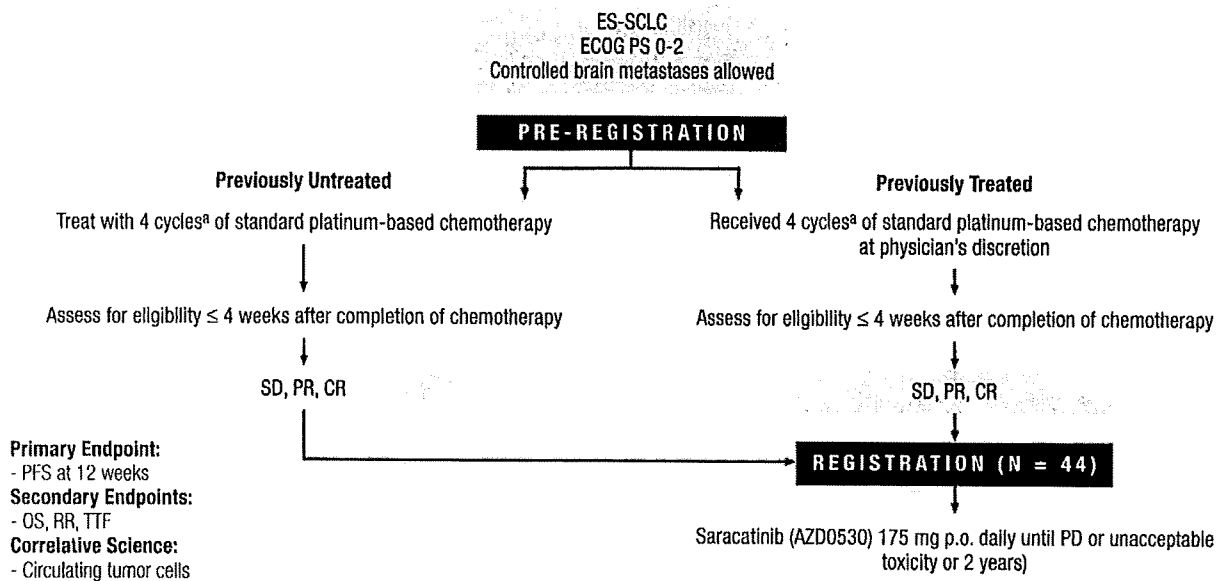 ES-SCLC
ECOG PS 0-2
Controlled brain metastases allowed
PRE-REGISTRATION
Previously Untreated
Treat with 4 cyclesᵃ of standard platinum-based chemotherapy
Assess for eligibility ≤ 4 weeks after completion of chemotherapy
SD, PR, CR
Previously Treated
Received 4 cyclesᵃ of standard platinum-based chemotherapy
at physician's discretion
Assess for eligibility ≤ 4 weeks after completion of chemotherapy
SD, PR, CR
REGISTRATION (N = 44)
Saracatinib (AZD0530) 175 mg p.o. daily until PD or unacceptable
toxicity or 2 years)
Primary Endpoint:
- PFS at 12 weeks
Secondary Endpoints:
- OS, RR, TTF
Correlative Science:
- Circulating tumor cells